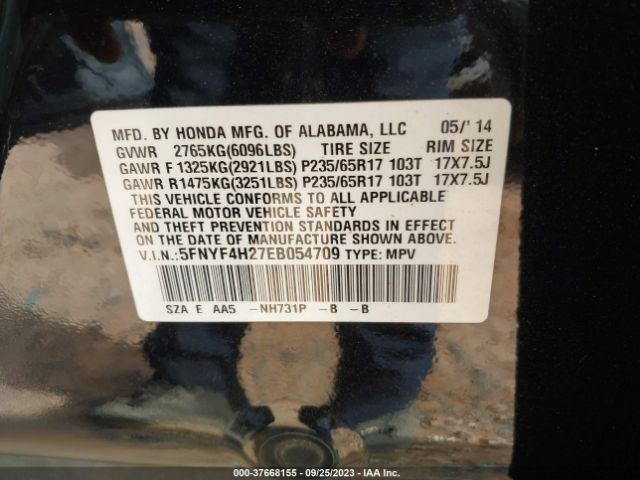 MFD. BY HONDA MFG. OF ALABAMA, LLC 05/' 14
GVWR 2765KG(6096LBS) TIRE SIZE RIM SIZE
GAWR F 1325KG(2921LBS) P235/65R17 103T 17X7.5J
GAWR R1475KG(3251LBS) P235/65R17 103T 17X7.5J
THIS VEHICLE CONFORMS TO ALL APPLICABLE
FEDERAL MOTOR VEHICLE SAFETY
AND THEFT PREVENTION STANDARDS IN EFFECT ON
THE DATE OF MANUFACTURE SHOWN ABOVE.
V.I.N.:5FNYF4H27EB054709 TYPE: MPV
SZA E AA5 -NH731P -B -B
000-37668155 - 09/25/2023 - IAA Inc.